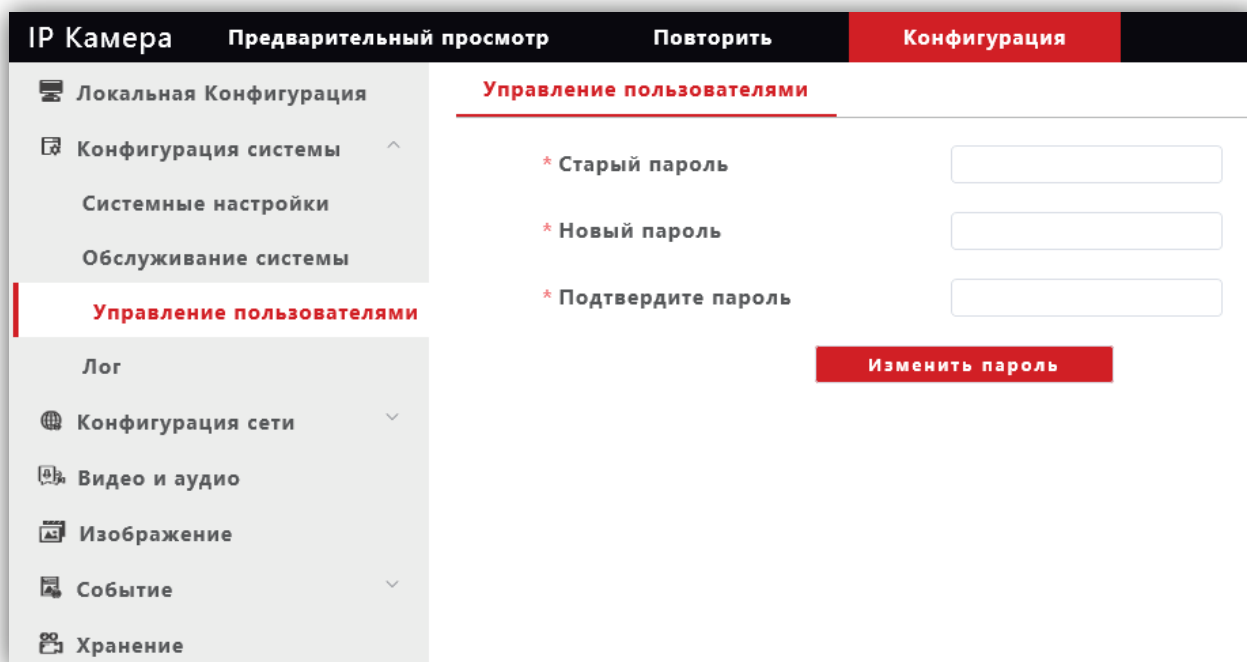 IP Камера Предварительный просмотр Повторить Конфигурация
Локальная Конфигурация
Конфигурация системы
Системные настройки
Обслуживание системы
Управление пользователями
Лог
Конфигурация сети
Видео и аудио
Изображение
Событие
Хранение
Управление пользователями
* Старый пароль
* Новый пароль
* Подтвердите пароль
Изменить пароль